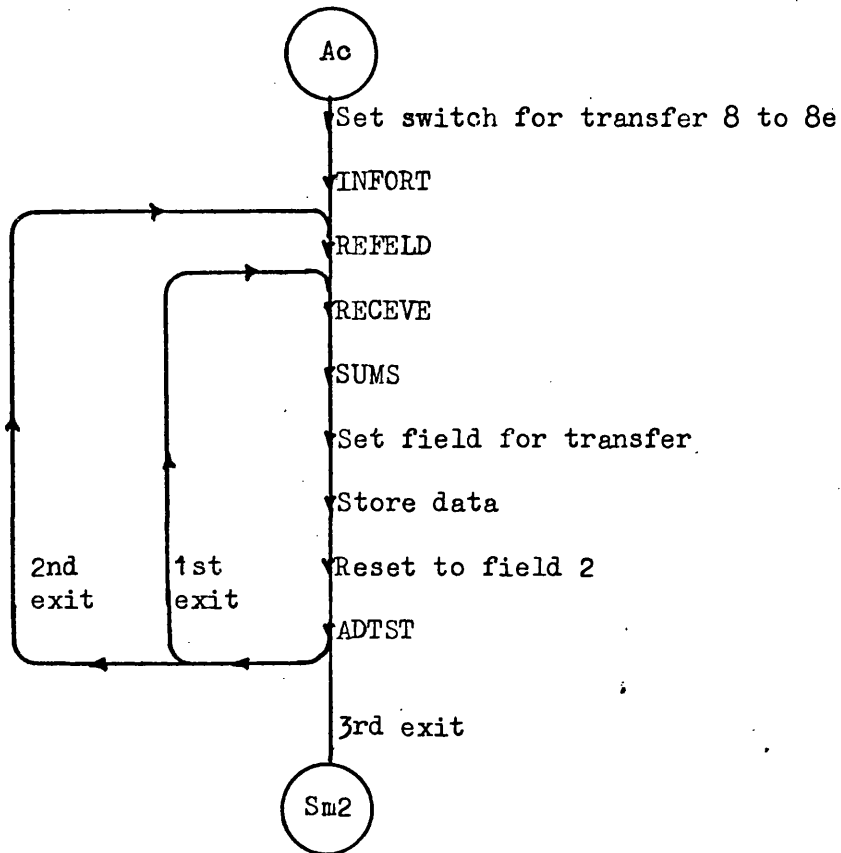 Ac
Set switch for transfer 8 to 8e
INFORT
REFELD
RECEVE
SUMS
Set field for transfer
Store data
Reset to field 2
2nd
exit
1st
exit
ADTST
3rd exit
Sm2